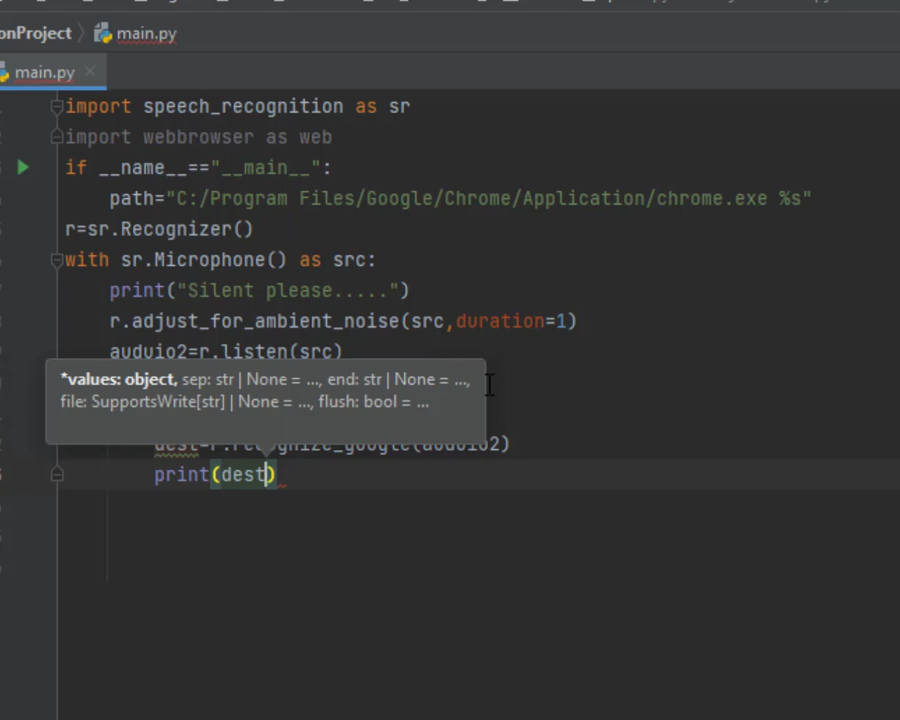 onProject main.py
main.py
import speech_recognition as sr
import webbrowser as web
if __name__=="__main__":
path="C:/Program Files/Google/Chrome/Application/chrome.exe %s"
r=sr.Recognizer()
with sr.Microphone() as src:
print("Silent please.....")
r.adjust_for_ambient_noise(src,duration=1)
auduio2=r.listen(src)
*values: object, sep: str | None = ..., end: str | None = ...,
file: SupportsWrite[str] | None = ..., flush: bool = ...
dest=r.recognize_google(auduio2)
print(dest)